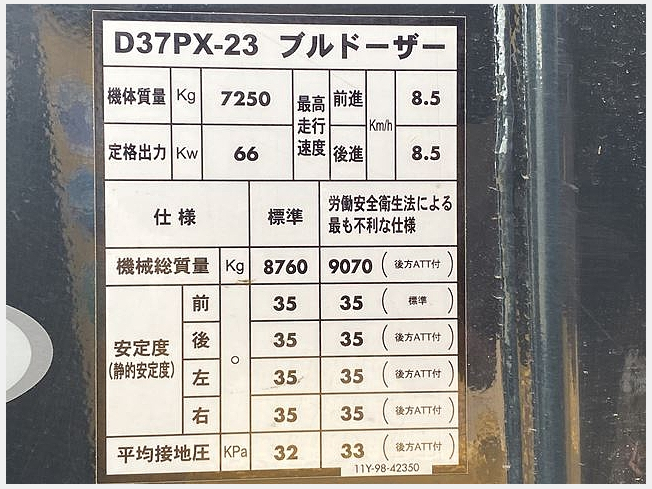 D37PX-23 ブルドーザー
機体質量 Kg 7250 最高走行速度 前進 Km/h 8.5
定格出力 Kw 66 後進 8.5
仕様 標準 労働安全衛生法による
最も不利な仕様
機械総質量 Kg 8760 9070 (後方ATT付)
安定度
(静的安定度)
前 ° 35 35 (標準)
後 35 35 (後方ATT付)
左 35 35 (後方ATT付)
右 35 35 (後方ATT付)
平均接地圧 KPa 32 33 (後方ATT付)
11Y-98-42350